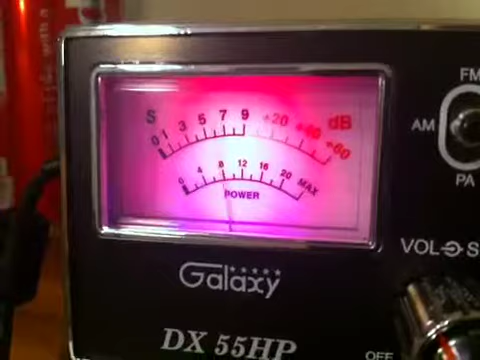 S 0 1 3 5 7 9 +20 +40 +60 dB
0 4 8 12 16 20 MAX
POWER
Galaxy
DX 55HP
FM
AM
PA
VOL
S
OFF